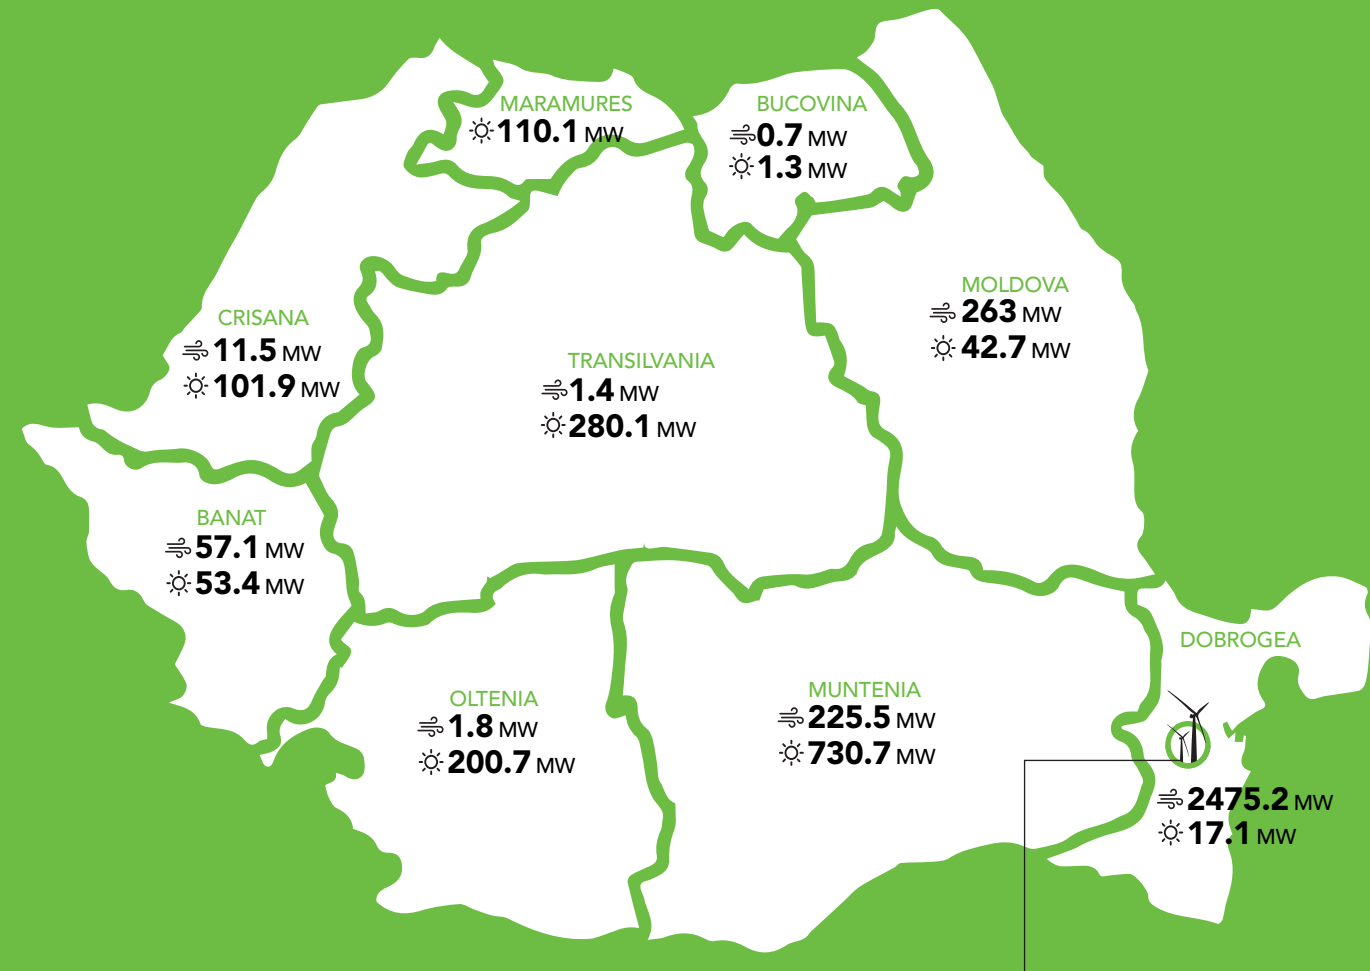 MARAMURES
110.1 MW
BUCOVINA
0.7 MW
1.3 MW
CRISANA
11.5 MW
101.9 MW
TRANSILVANIA
1.4 MW
280.1 MW
MOLDOVA
263 MW
42.7 MW
BANAT
57.1 MW
53.4 MW
OLTENIA
1.8 MW
200.7 MW
MUNTENIA
225.5 MW
730.7 MW
DOBROGEA
2475.2 MW
17.1 MW